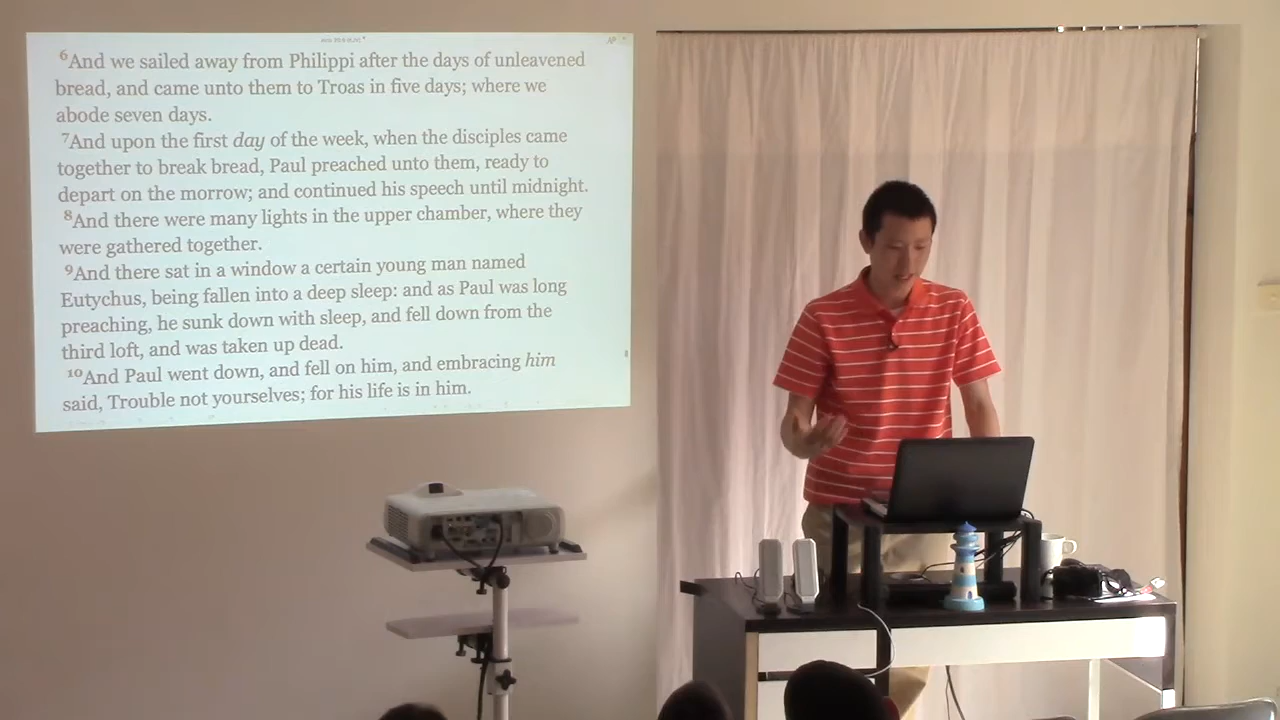 ⁶And we sailed away from Philippi after the days of unleavened
bread, and came unto them to Troas in five days; where we
abode seven days.
⁷And upon the first day of the week, when the disciples came
together to break bread, Paul preached unto them, ready to
depart on the morrow; and continued his speech until midnight.
⁸And there were many lights in the upper chamber, where they
were gathered together.
⁹And there sat in a window a certain young man named
Eutychus, being fallen into a deep sleep: and as Paul was long
preaching, he sunk down with sleep, and fell down from the
third loft, and was taken up dead.
¹⁰And Paul went down, and fell on him, and embracing him
said, Trouble not yourselves; for his life is in him.